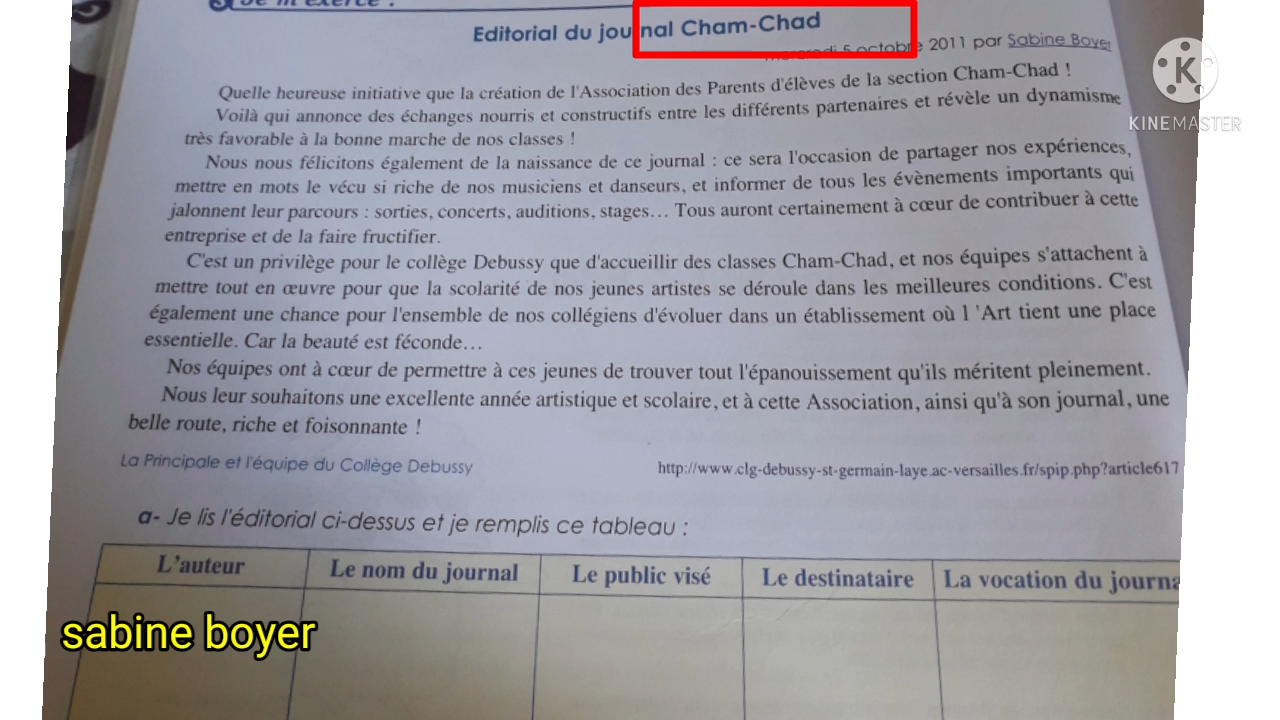 Je m'exerce :
Editorial du journal Cham-Chad
Mercredi 5 octobre 2011 par Sabine Boyer
Quelle heureuse initiative que la création de l'Association des Parents d'élèves de la section Cham-Chad !
Voilà qui annonce des échanges nourris et constructifs entre les différents partenaires et révèle un dynamisme
très favorable à la bonne marche de nos classes !
Nous nous félicitons également de la naissance de ce journal : ce sera l'occasion de partager nos expériences,
mettre en mots le vécu si riche de nos musiciens et danseurs, et informer de tous les évènements importants qui
jalonnent leur parcours : sorties, concerts, auditions, stages... Tous auront certainement à cœur de contribuer à cette
entreprise et de la faire fructifier.
C'est un privilège pour le collège Debussy que d'accueillir des classes Cham-Chad, et nos équipes s'attachent à
mettre tout en œuvre pour que la scolarité de nos jeunes artistes se déroule dans les meilleures conditions. C'est
également une chance pour l'ensemble de nos collégiens d'évoluer dans un établissement où l 'Art tient une place
essentielle. Car la beauté est féconde...
Nos équipes ont à cœur de permettre à ces jeunes de trouver tout l'épanouissement qu'ils méritent pleinement.
Nous leur souhaitons une excellente année artistique et scolaire, et à cette Association, ainsi qu'à son journal, une
belle route, riche et foisonnante !
La Principale et l'équipe du Collège Debussy
http://www.clg-debussy-st-germain-laye.ac-versailles.fr/spip.php?article617
a- Je lis l'éditorial ci-dessus et je remplis ce tableau :
L'auteur Le nom du journal Le public visé Le destinataire La vocation du journa
sabine boyer
K
KINEMASTER